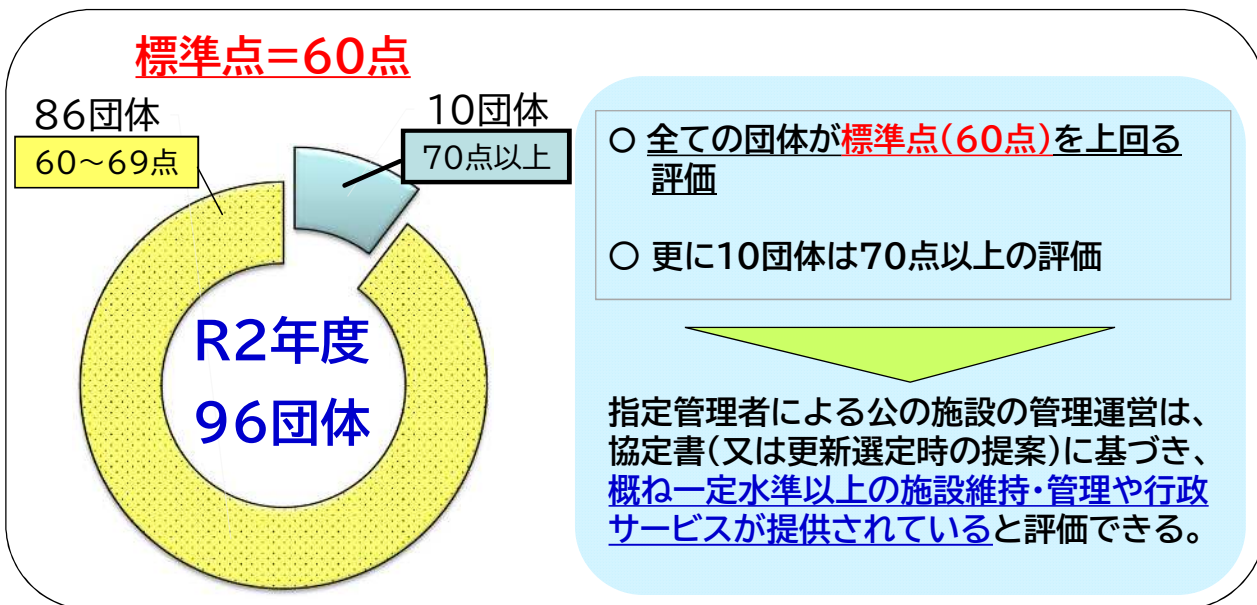 標準点=60点
86団体
60～69点
10団体
70点以上
R2年度
96団体
○ 全ての団体が標準点(60点)を上回る
評価
○ 更に10団体は70点以上の評価
指定管理者による公の施設の管理運営は、
協定書(又は更新選定時の提案)に基づき、
概ね一定水準以上の施設維持・管理や行政
サービスが提供されていると評価できる。